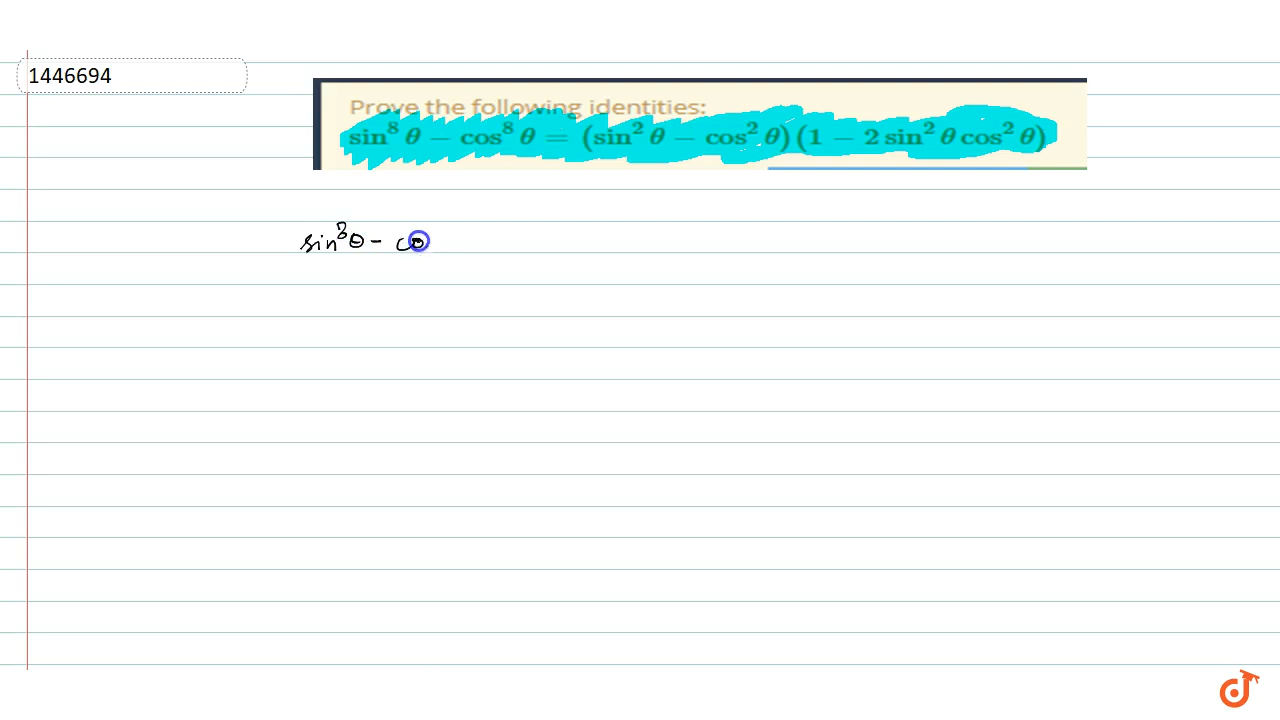 1446694
Prove the following identities:
sin⁸ θ − cos⁸ θ = (sin² θ − cos² θ)(1 − 2 sin² θ cos² θ)
sin⁸θ − co